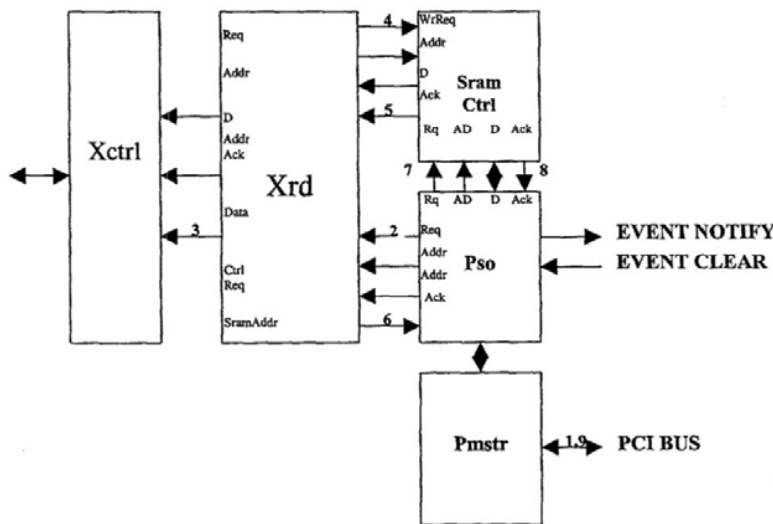 Xctrl
Req
Addr
D
Addr
Ack
Xrd
Data
3
Ctrl
Req
SramAddr
4
5
2
6
WrReq
Addr
D
Ack
Sram
Ctrl
Rq AD D Ack
7
8
Rq AD D Ack
Req
Addr
Pso
Addr
Ack
EVENT NOTIFY
EVENT CLEAR
Pmstr
1,9
PCI BUS